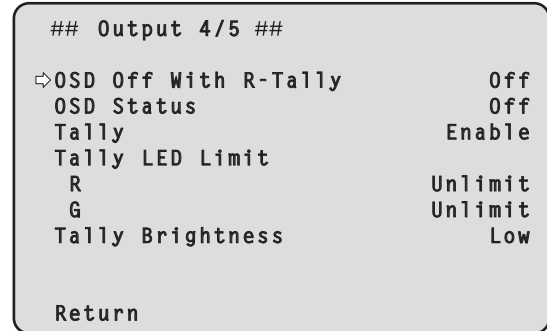 ## Output 4/5 ##
⇨OSD Off With R-Tally Off
OSD Status Off
Tally Enable
Tally LED Limit
R Unlimit
G Unlimit
Tally Brightness Low
Return